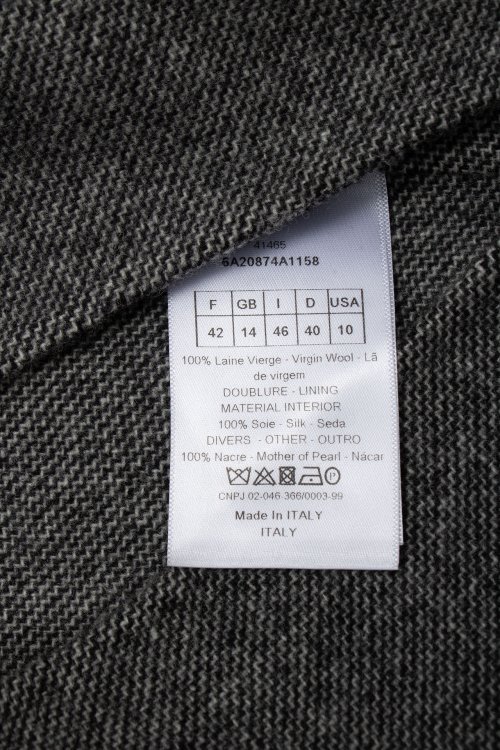 41465
6A20874A1158
F GB I D USA
42 14 46 40 10
100% Laine Vierge - Virgin Wool - Lã
de virgem
DOUBLURE - LINING
MATERIAL INTERIOR
100% Soie - Silk - Seda
DIVERS - OTHER - OUTRO
100% Nacre - Mother of Pearl - Nácar
P
CNPJ 02-046-366/0003-99
Made In ITALY
ITALY